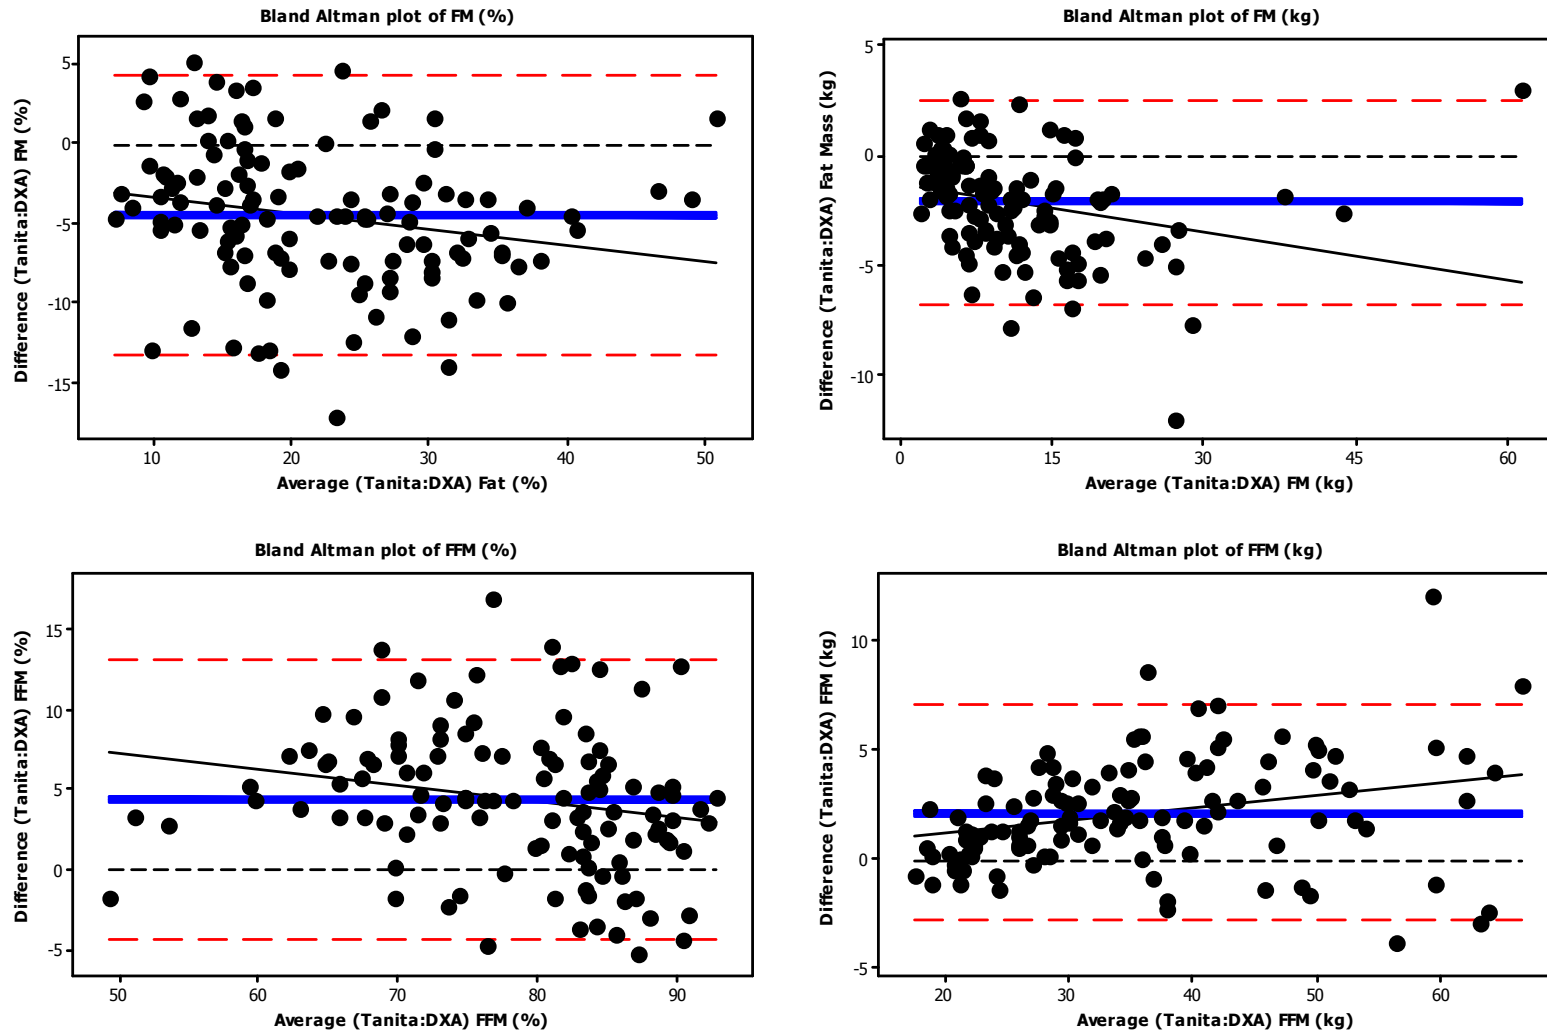 Bland Altman plot of FM (%)
Difference (Tanita:DXA) FM (%)
5
0
-5
-10
-15
10 20 30 40 50
Average (Tanita:DXA) Fat (%)
Bland Altman plot of FM (kg)
Difference (Tanita:DXA) Fat Mass (kg)
5
0
-5
-10
0 15 30 45 60
Average (Tanita:DXA) FM (kg)
Bland Altman plot of FFM (%)
Difference (Tanita:DXA) FFM (%)
15
10
5
0
-5
50 60 70 80 90
Average (Tanita:DXA) FFM (%)
Bland Altman plot of FFM (kg)
Difference (Tanita:DXA) FFM (kg)
10
5
0
-5
20 30 40 50 60
Average (Tanita:DXA) FFM (kg)